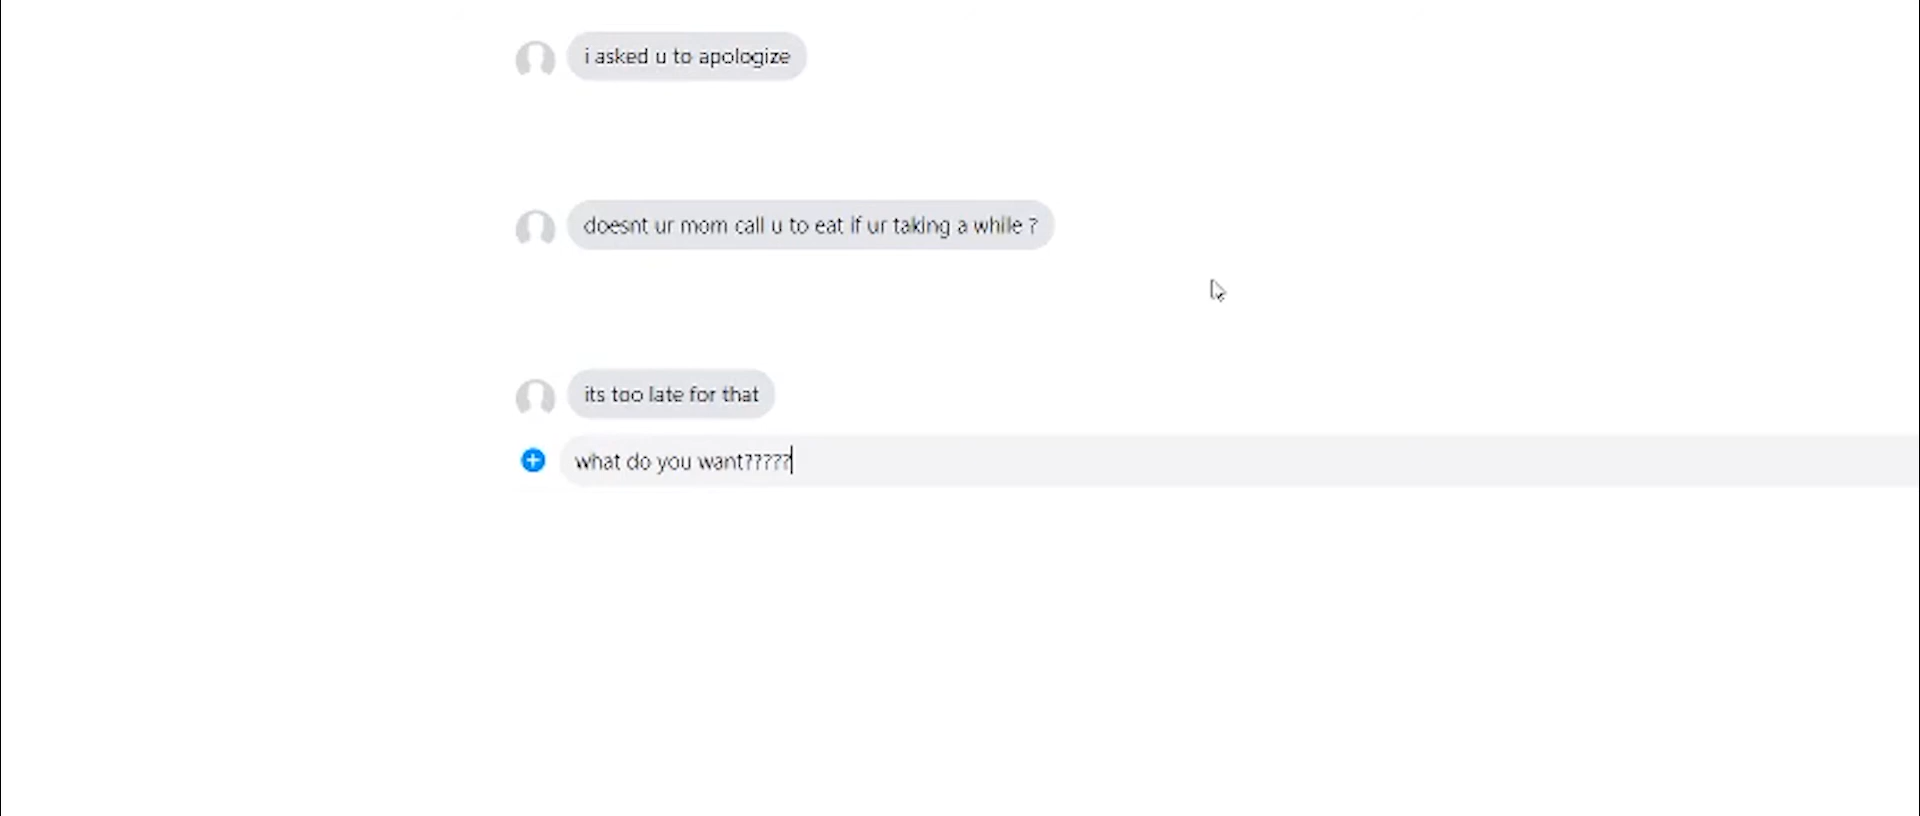 i asked u to apologize
doesnt ur mom call u to eat if ur taking a while ?
its too late for that
what do you want?????